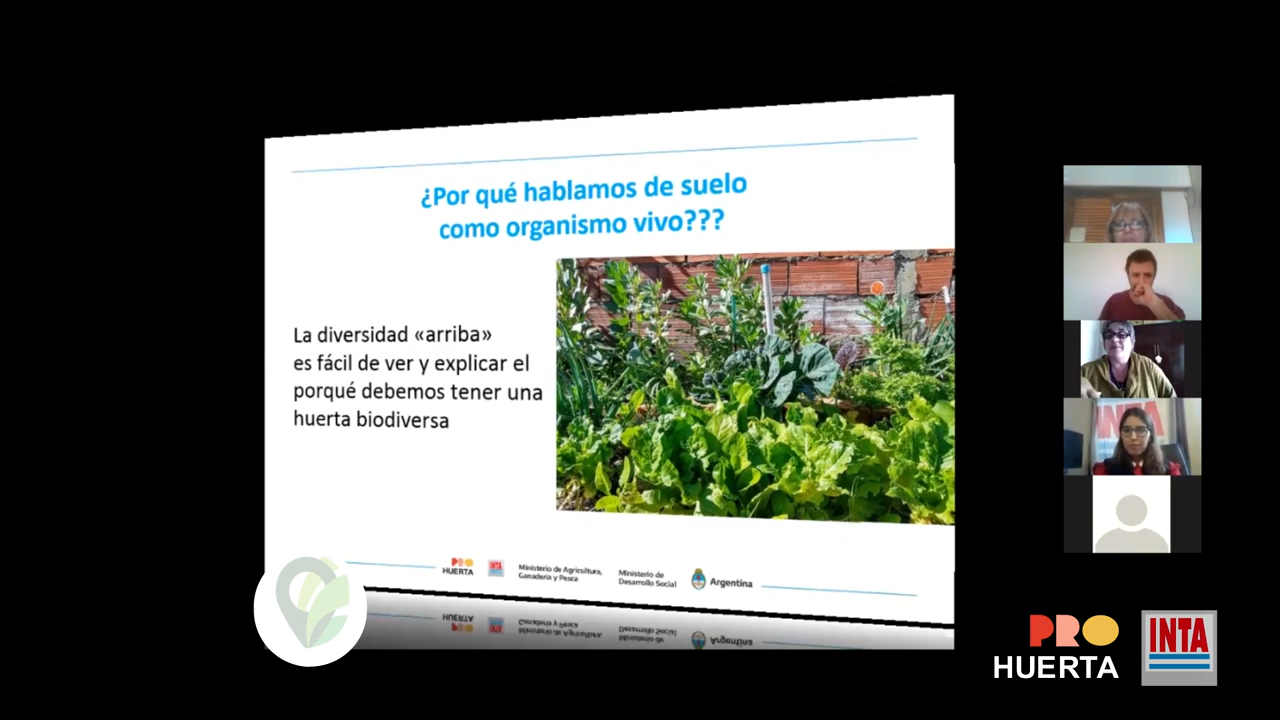 ¿Por qué hablamos de suelo
como organismo vivo???
La diversidad «arriba»
es fácil de ver y explicar el
porqué debemos tener una
huerta biodiversa
PRO
HUERTA
INTA
Ministerio de Agricultura,
Ganadería y Pesca
Ministerio de
Desarrollo Social
Argentina
INTA
PRO
HUERTA
INTA